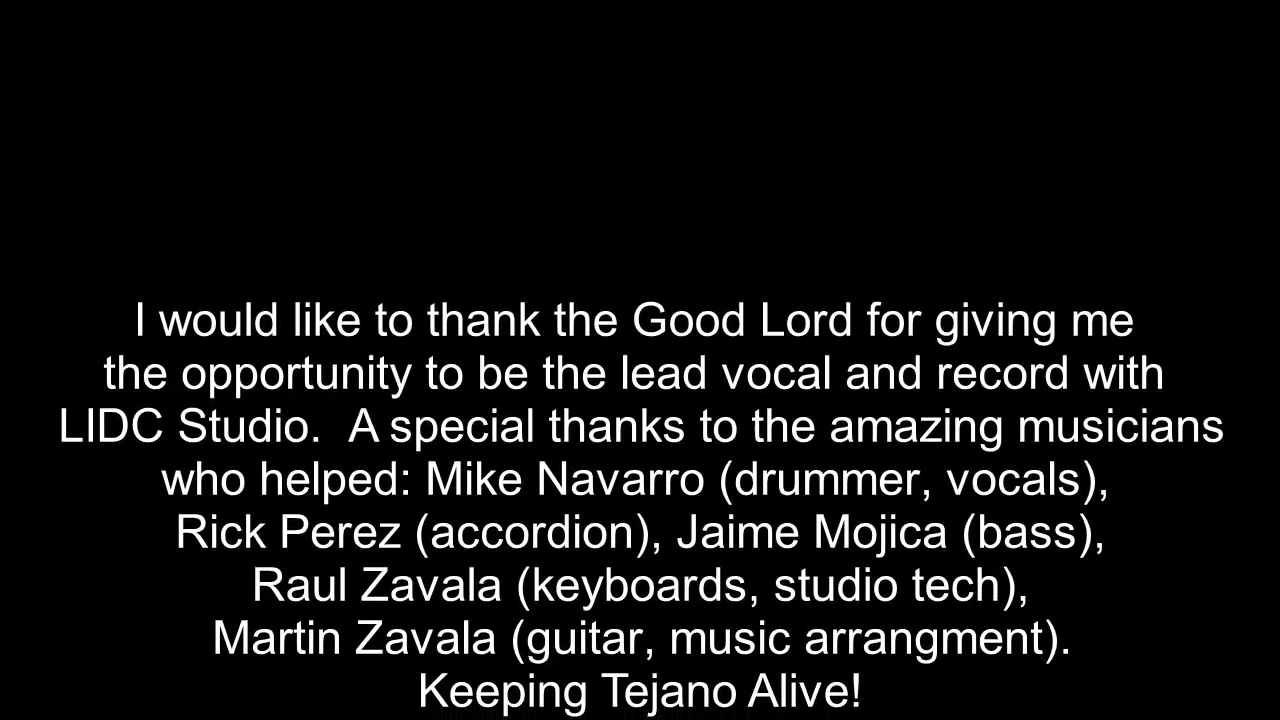 I would like to thank the Good Lord for giving me
the opportunity to be the lead vocal and record with
LIDC Studio.  A special thanks to the amazing musicians
who helped: Mike Navarro (drummer, vocals),
Rick Perez (accordion), Jaime Mojica (bass),
Raul Zavala (keyboards, studio tech),
Martin Zavala (guitar, music arrangment).
Keeping Tejano Alive!